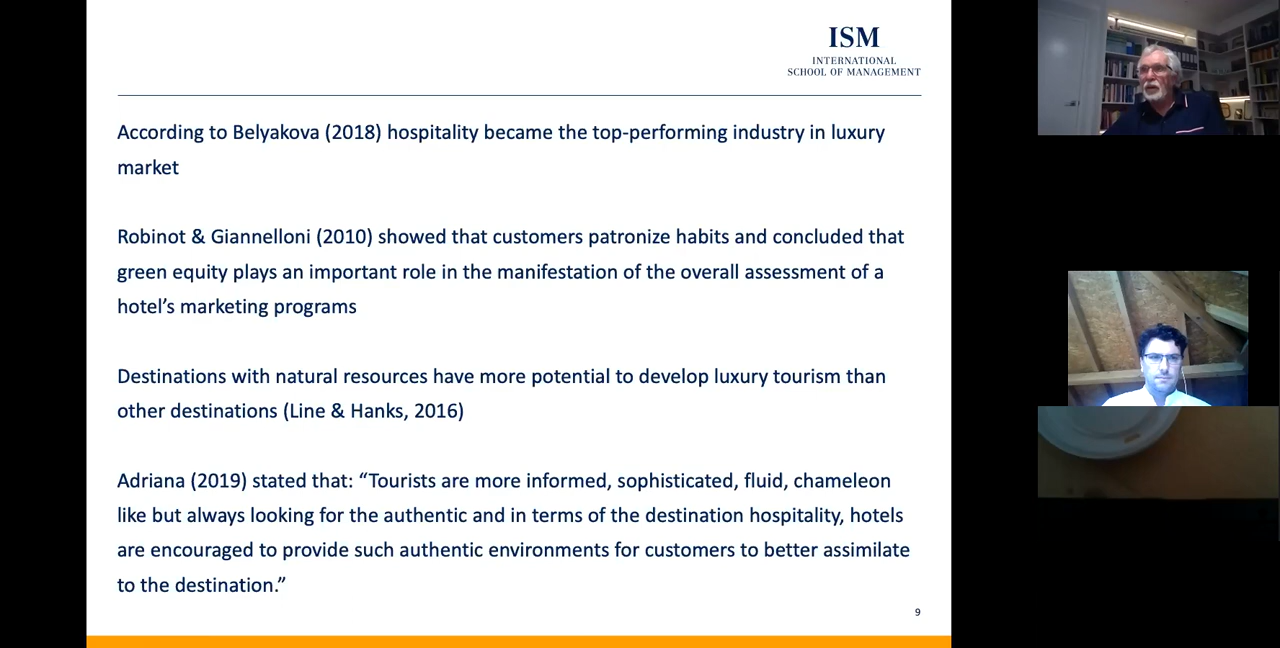 ISM
INTERNATIONAL
SCHOOL OF MANAGEMENT
According to Belyakova (2018) hospitality became the top-performing industry in luxury
market
Robinot & Giannelloni (2010) showed that customers patronize habits and concluded that
green equity plays an important role in the manifestation of the overall assessment of a
hotel’s marketing programs
Destinations with natural resources have more potential to develop luxury tourism than
other destinations (Line & Hanks, 2016)
Adriana (2019) stated that: “Tourists are more informed, sophisticated, fluid, chameleon
like but always looking for the authentic and in terms of the destination hospitality, hotels
are encouraged to provide such authentic environments for customers to better assimilate
to the destination.”
9